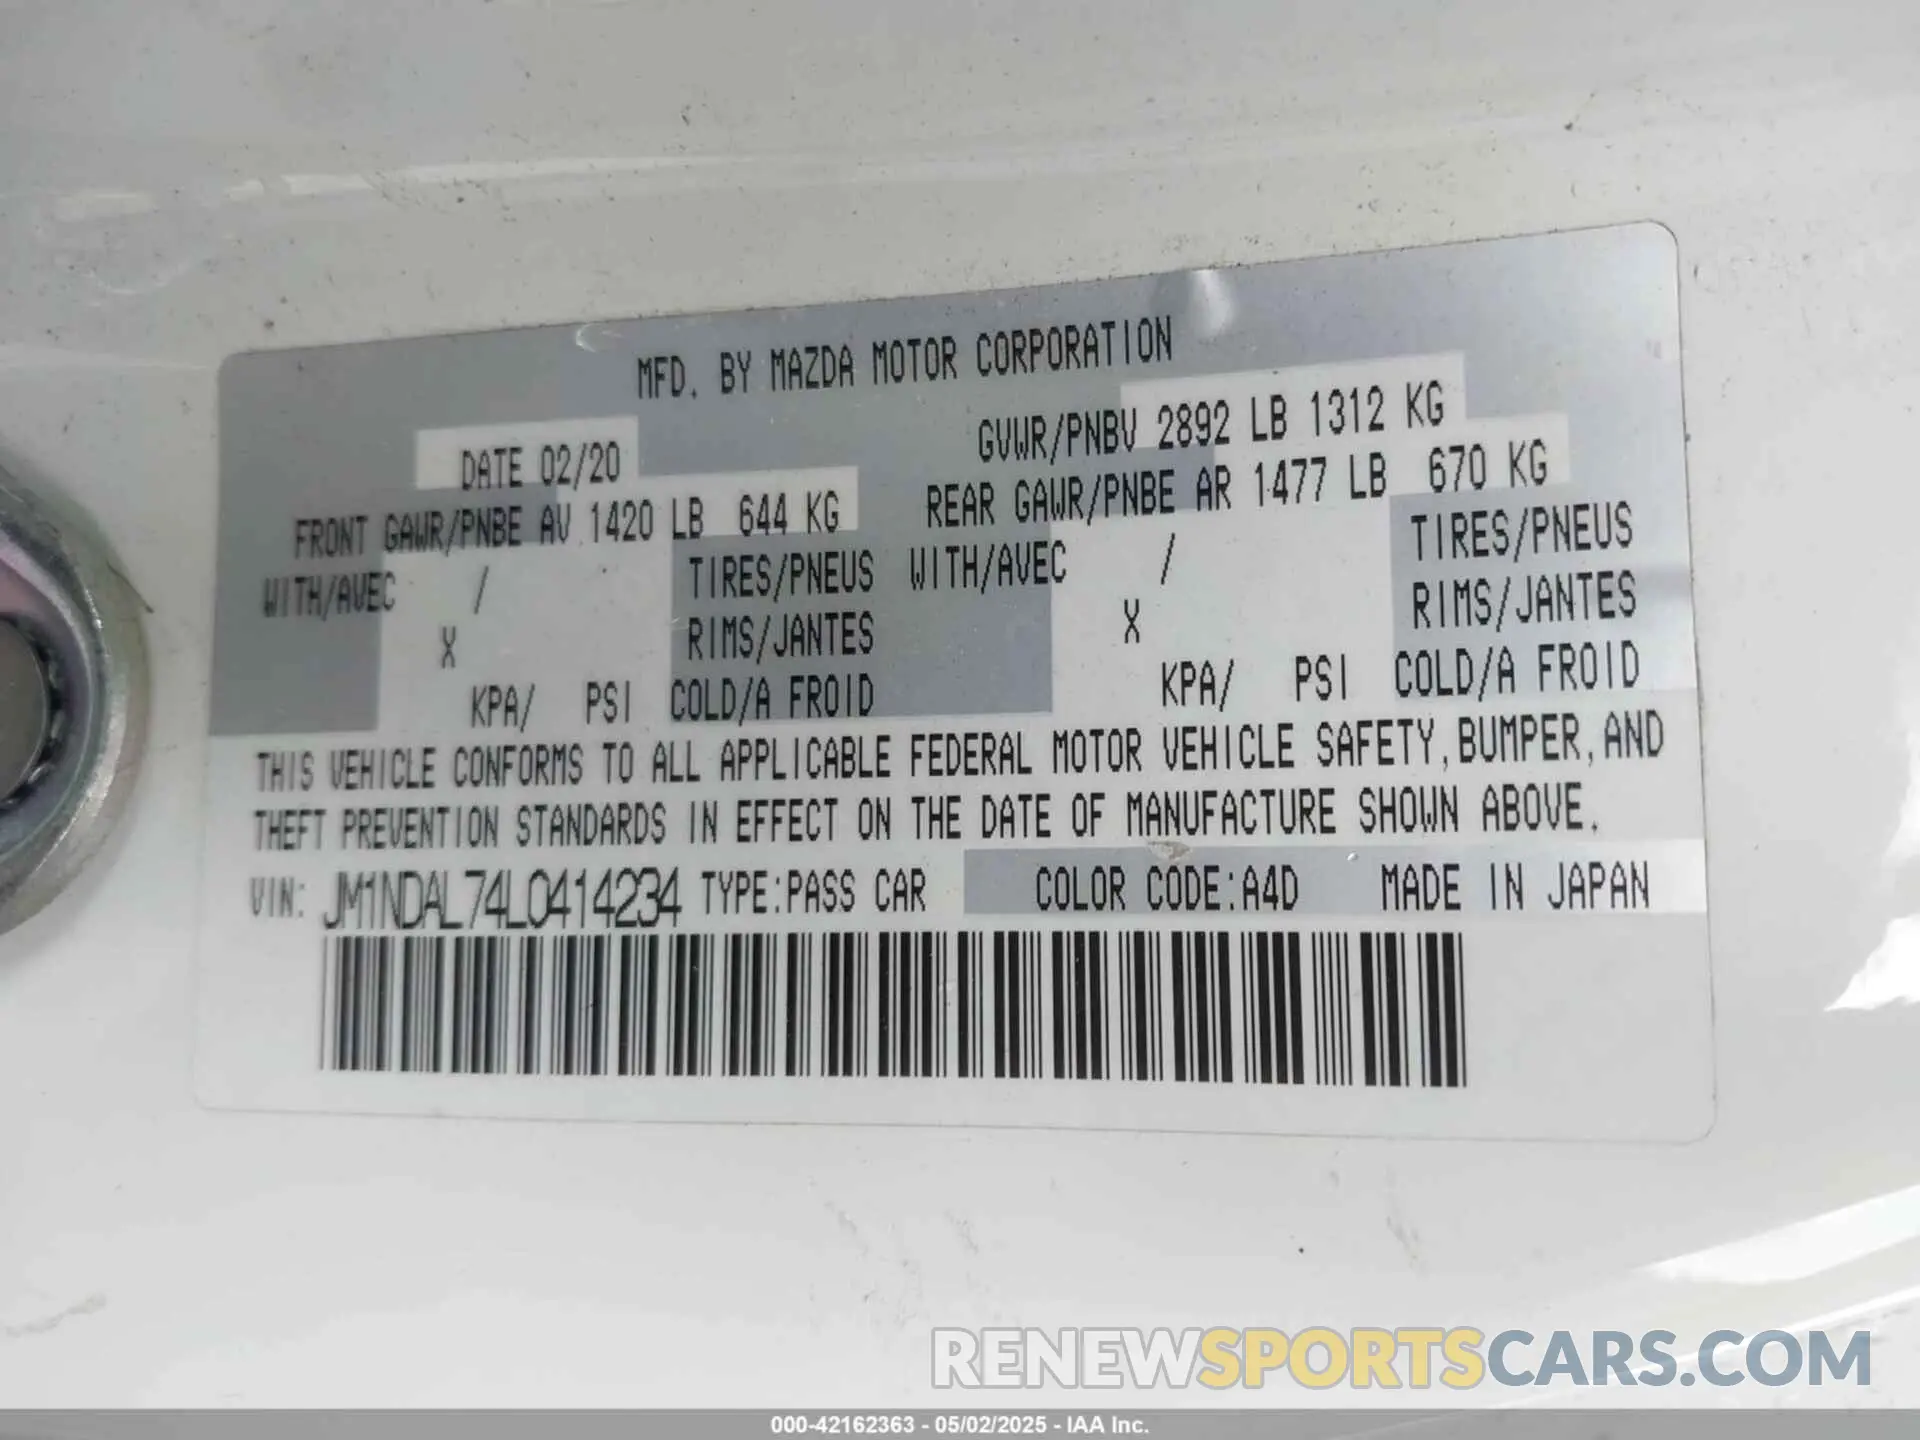 MFD. BY MAZDA MOTOR CORPORATION
DATE 02/20 GVWR/PNBV 2892 LB 1312 KG
FRONT GAWR/PNBE AV 1420 LB 644 KG REAR GAWR/PNBE AR 1477 LB 670 KG
WITH/AVEC / TIRES/PNEUS WITH/AVEC / TIRES/PNEUS
X RIMS/JANTES X RIMS/JANTES
KPA/ PSI COLD/A FROID KPA/ PSI COLD/A FROID
THIS VEHICLE CONFORMS TO ALL APPLICABLE FEDERAL MOTOR VEHICLE SAFETY, BUMPER, AND
THEFT PREVENTION STANDARDS IN EFFECT ON THE DATE OF MANUFACTURE SHOWN ABOVE.
VIN: JM1NDAL74L0414234 TYPE:PASS CAR COLOR CODE:A4D MADE IN JAPAN
RENEWSPORTSCARS.COM
000-42162363 - 05/02/2025 - IAA Inc.